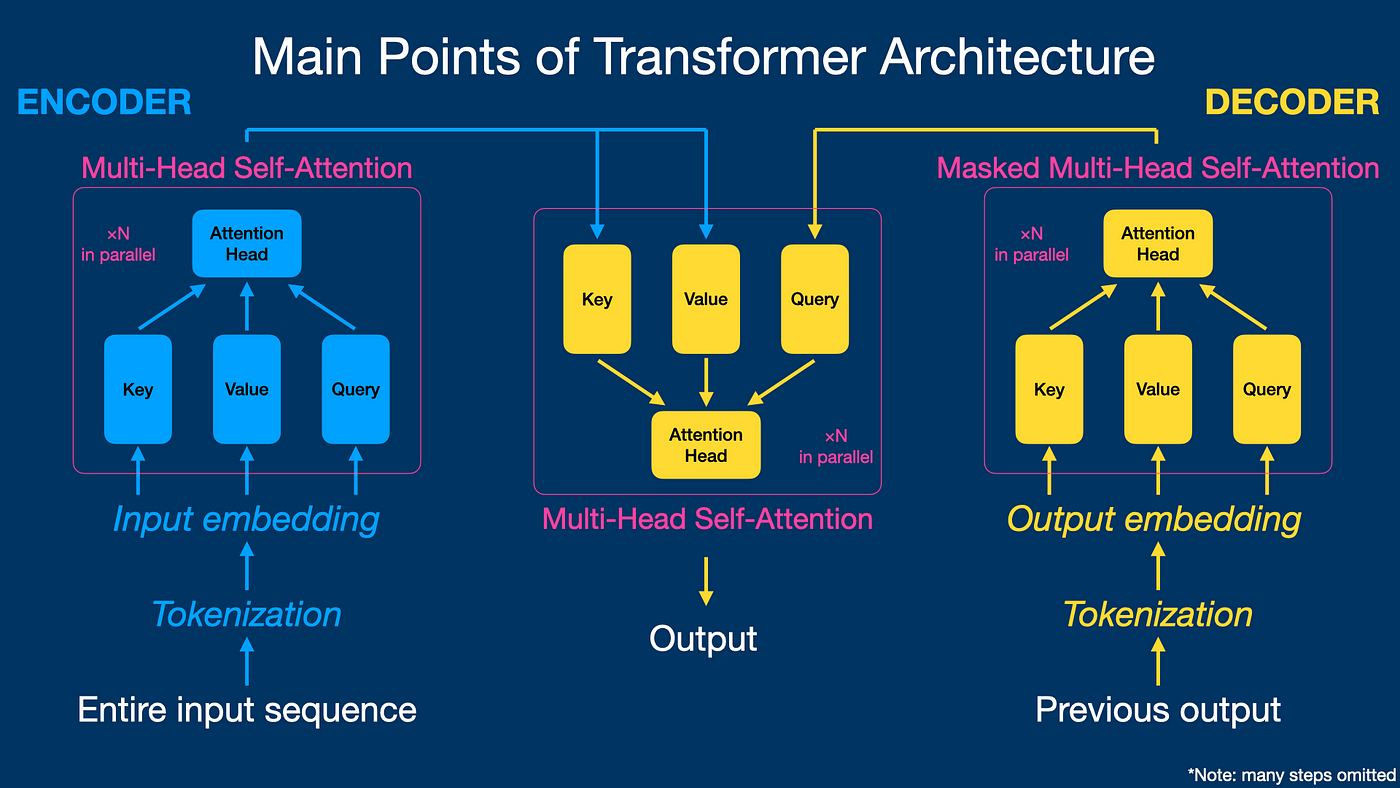 Main Points of Transformer Architecture
ENCODER
DECODER
Multi-Head Self-Attention
×N
in parallel
Attention
Head
Key
Value
Query
Input embedding
Tokenization
Entire input sequence
Key
Value
Query
Attention
Head
×N
in parallel
Multi-Head Self-Attention
Output
Masked Multi-Head Self-Attention
×N
in parallel
Attention
Head
Key
Value
Query
Output embedding
Tokenization
Previous output
*Note: many steps omitted